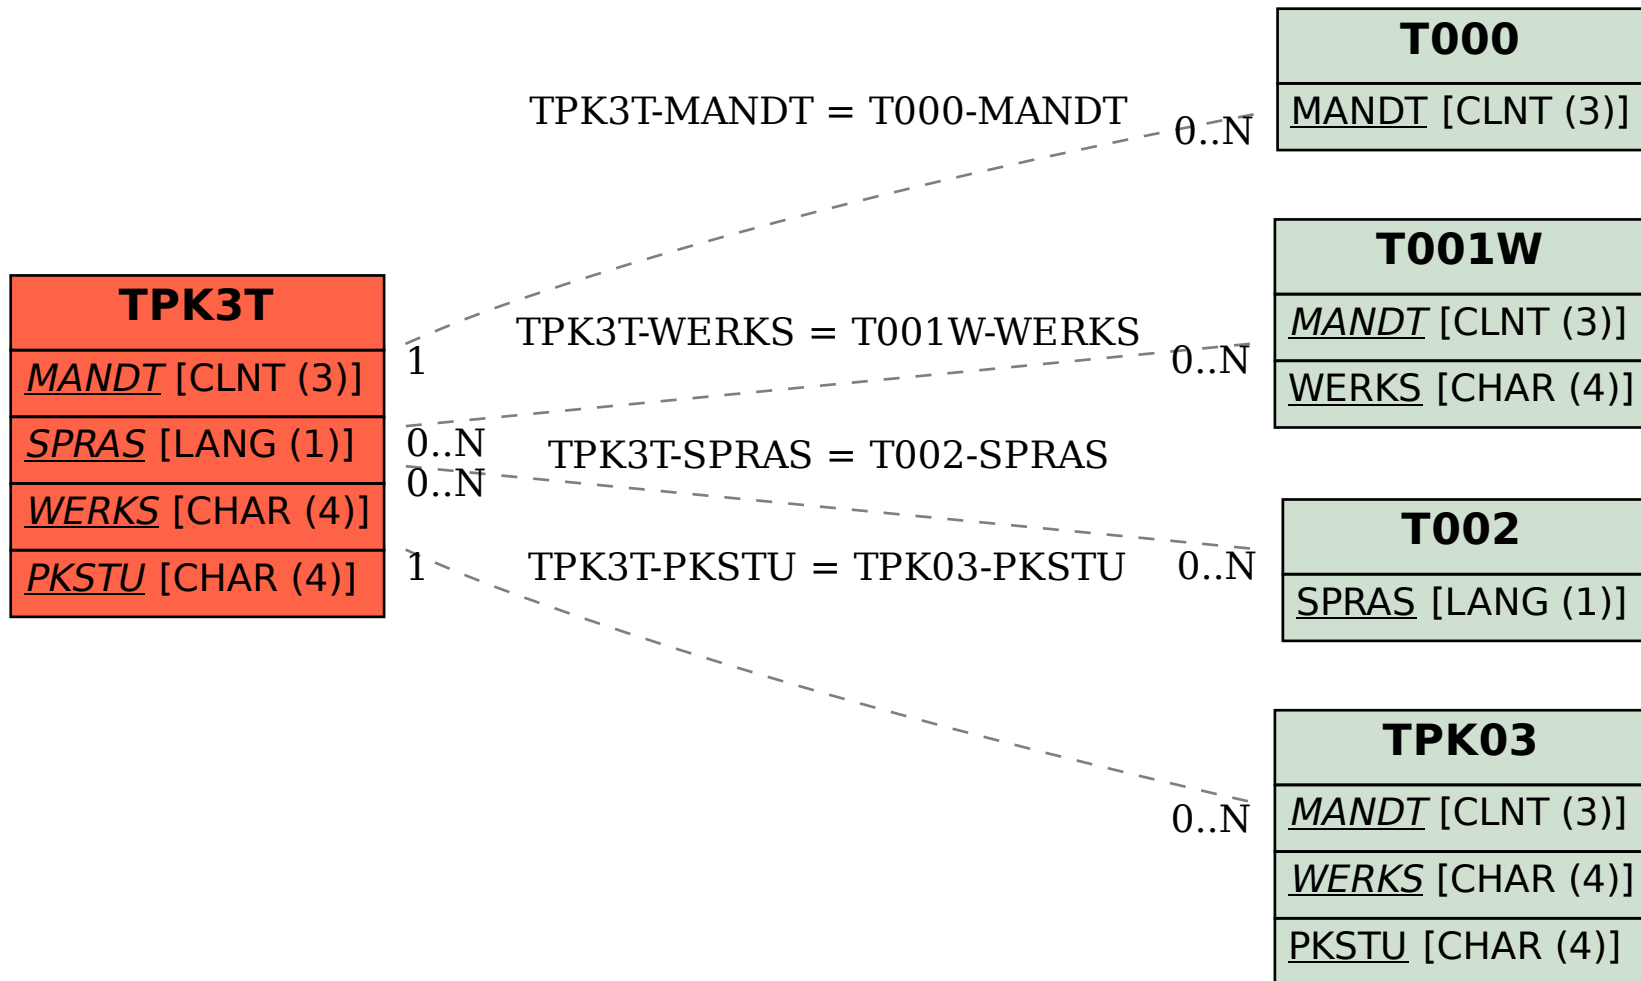 TPK3T
MANDT [CLNT (3)]
SPRAS [LANG (1)]
WERKS [CHAR (4)]
PKSTU [CHAR (4)]
TPK3T-MANDT = T000-MANDT
0..N
1
TPK3T-WERKS = T001W-WERKS
0..N
0..N
TPK3T-SPRAS = T002-SPRAS
0..N
0..N
TPK3T-PKSTU = TPK03-PKSTU
1
0..N
T000
MANDT [CLNT (3)]
T001W
MANDT [CLNT (3)]
WERKS [CHAR (4)]
T002
SPRAS [LANG (1)]
TPK03
MANDT [CLNT (3)]
WERKS [CHAR (4)]
PKSTU [CHAR (4)]